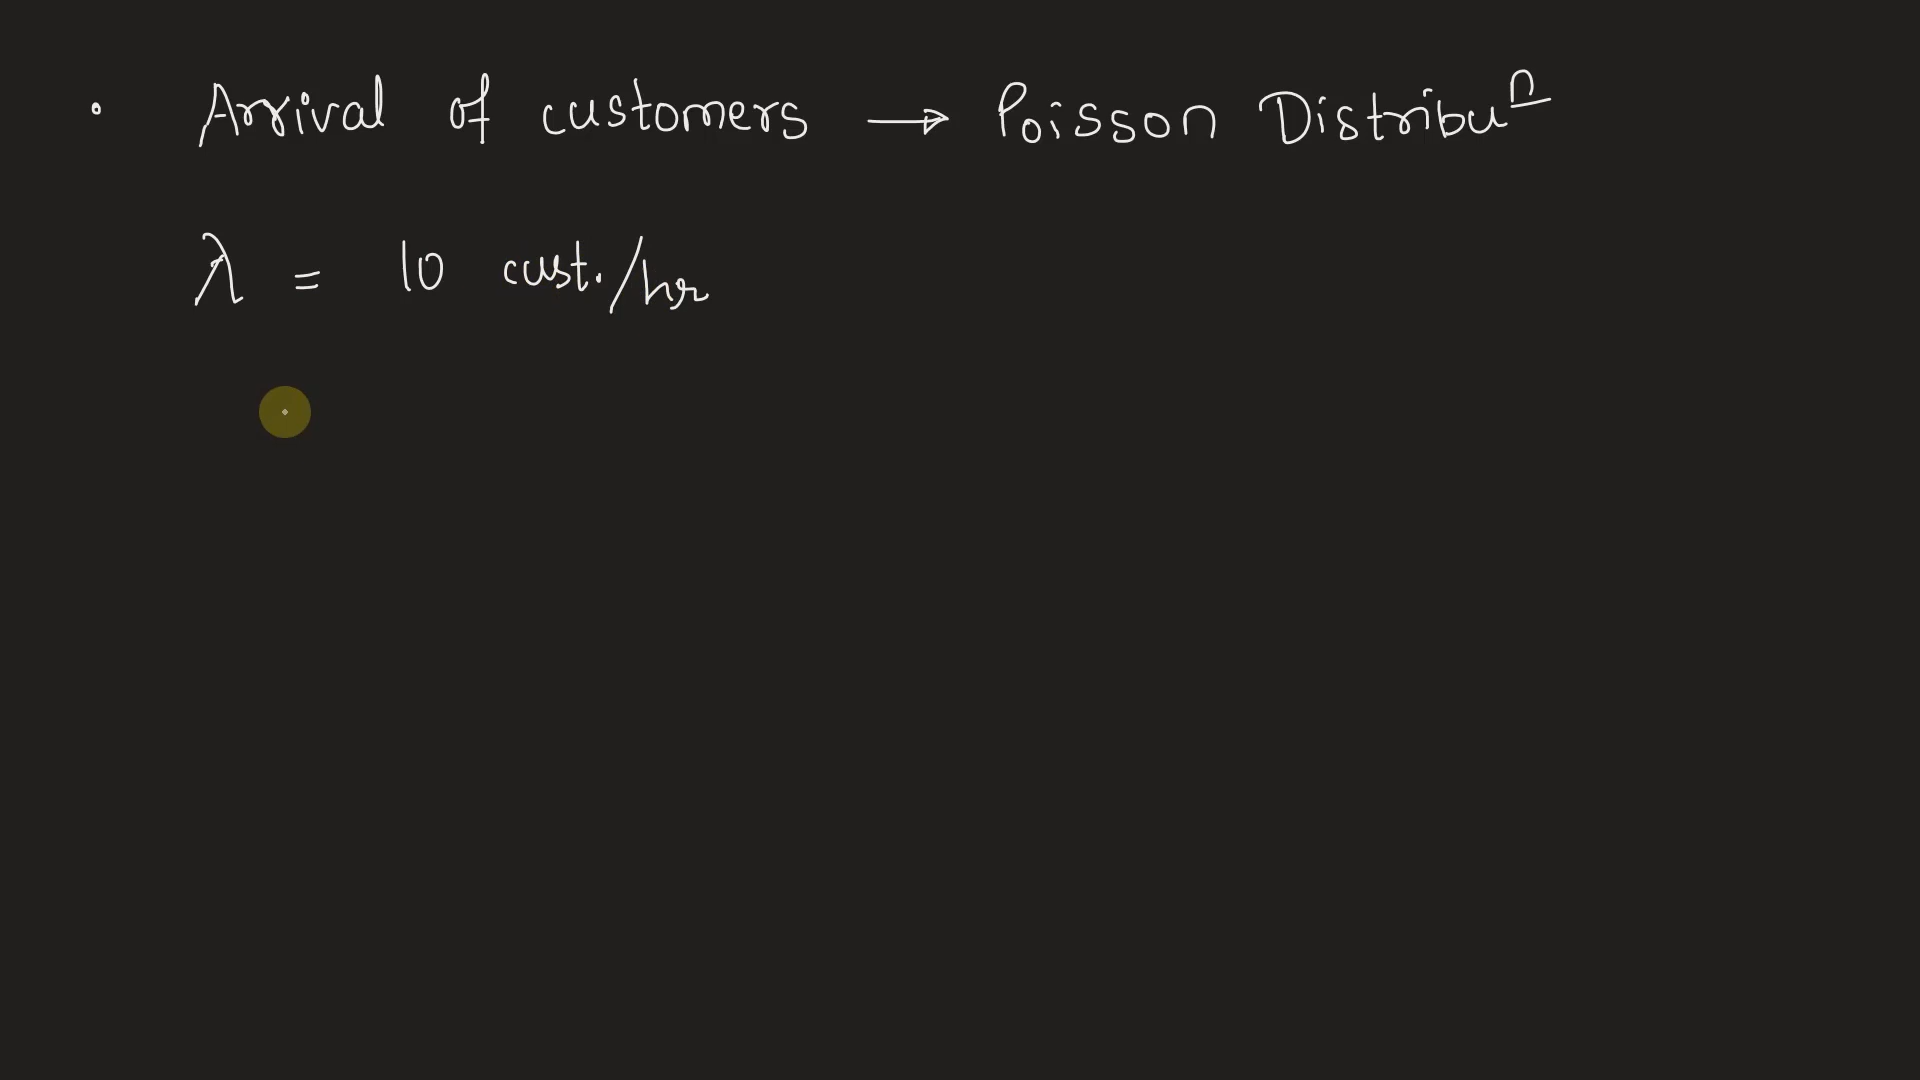 • Arrival of customers → Poisson Distribuⁿ
λ = 10 cust./hr